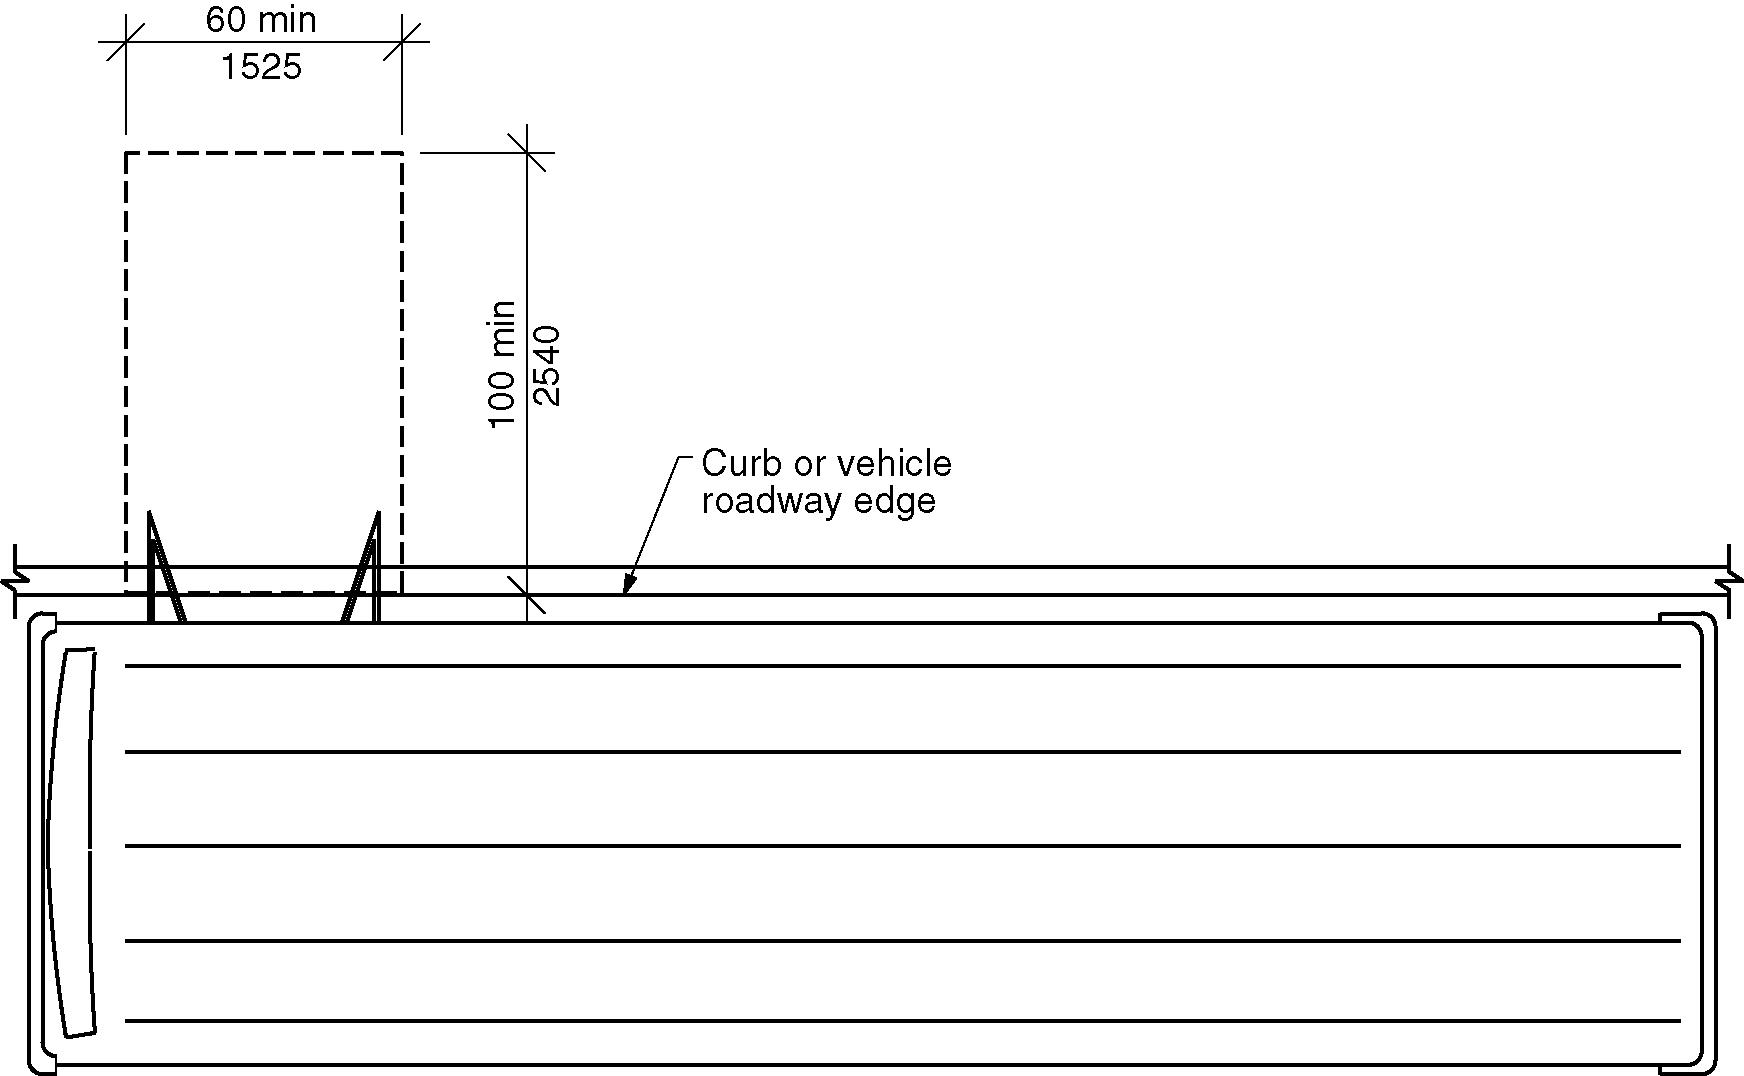 60 min
1525
100 min
2540
Curb or vehicle
roadway edge